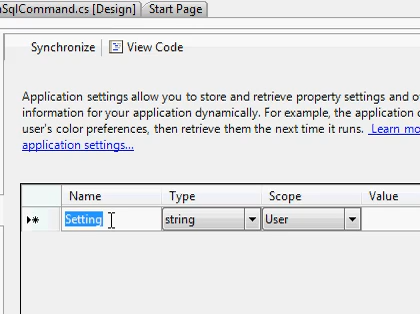 SqlCommand.cs [Design] Start Page
Synchronize View Code
Application settings allow you to store and retrieve property settings and
information for your application dynamically. For example, the application
user's color preferences, then retrieve them the next time it runs. Learn
application settings...
Name Type Scope Value
Setting string User